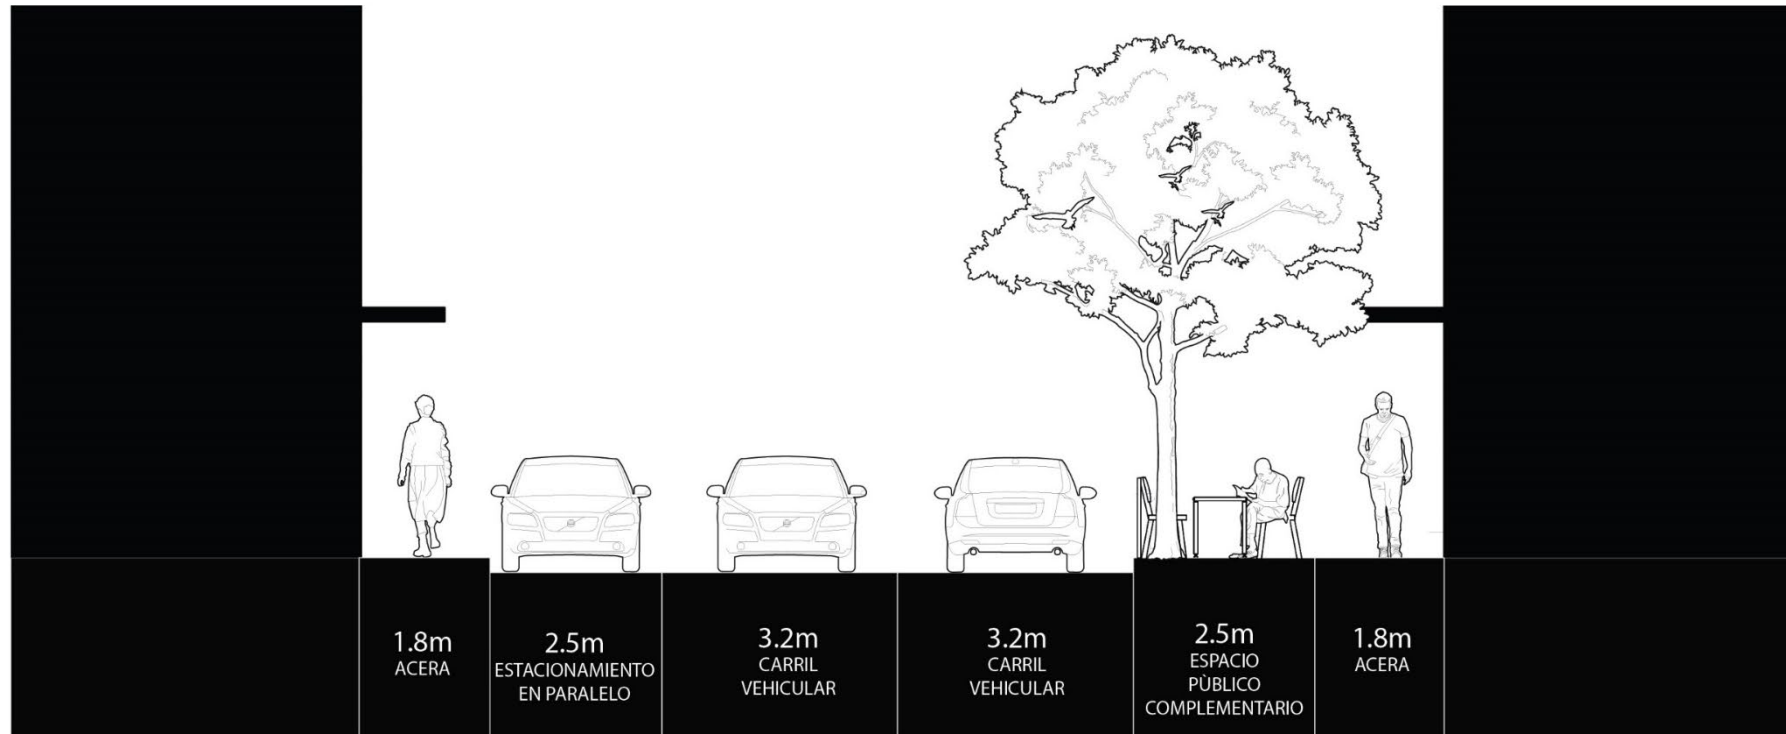 1.8m
ACERA
2.5m
ESTACIONAMIENTO
EN PARALELO
3.2m
CARRIL
VEHICULAR
3.2m
CARRIL
VEHICULAR
2.5m
ESPACIO
PÙBLICO
COMPLEMENTARIO
1.8m
ACERA